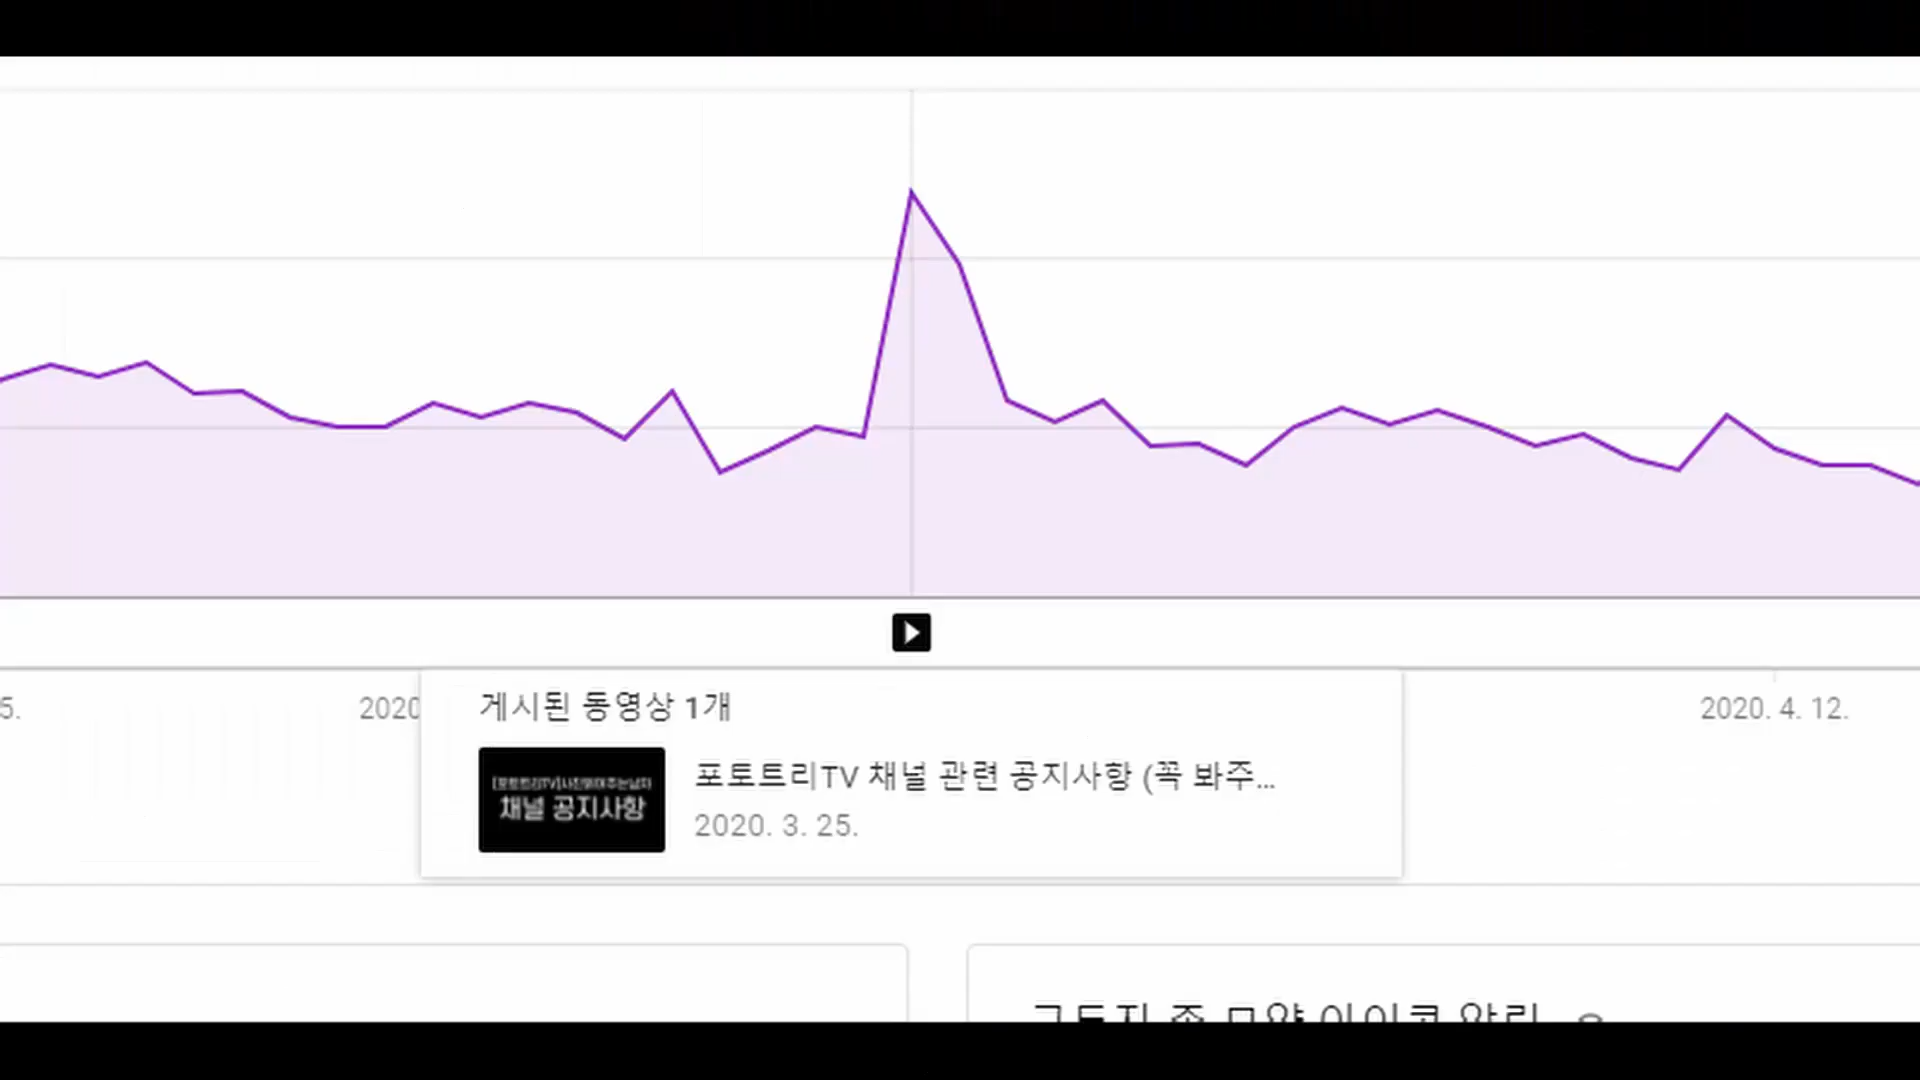 게시된 동영상 1개
5.
2020
2020. 4. 12.
포토트리TV 채널 관련 공지사항 (꼭 봐주...
채널 공지사항
2020. 3. 25.